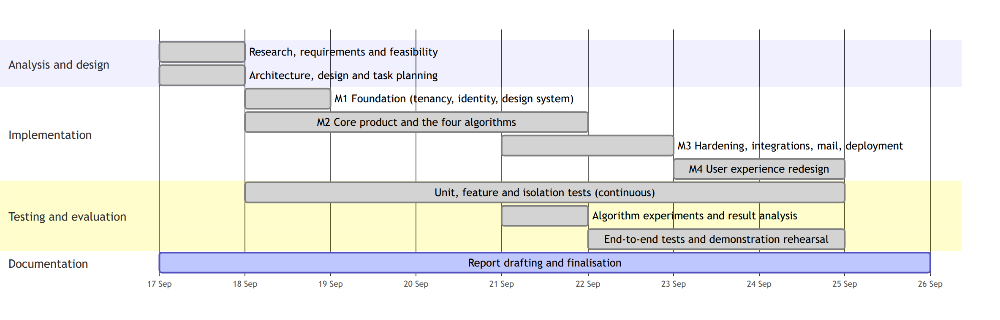 Analysis and design
Research, requirements and feasibility
Architecture, design and task planning
Implementation
M1 Foundation (tenancy, identity, design system)
M2 Core product and the four algorithms
M3 Hardening, integrations, mail, deployment
M4 User experience redesign
Testing and evaluation
Unit, feature and isolation tests (continuous)
Algorithm experiments and result analysis
End-to-end tests and demonstration rehearsal
Documentation
Report drafting and finalisation
17 Sep 18 Sep 19 Sep 20 Sep 21 Sep 22 Sep 23 Sep 24 Sep 25 Sep 26 Sep